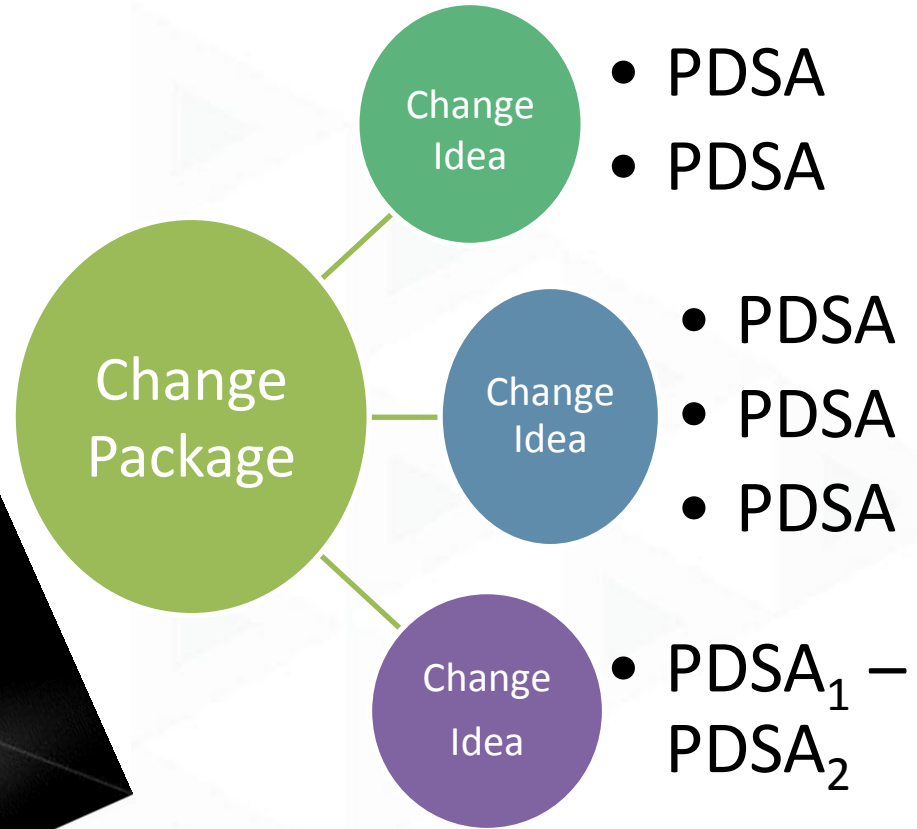 Change
Idea
• PDSA
• PDSA
Change
Package
Change
Idea
• PDSA
• PDSA
• PDSA
Change
Idea
• PDSA₁ –
PDSA₂